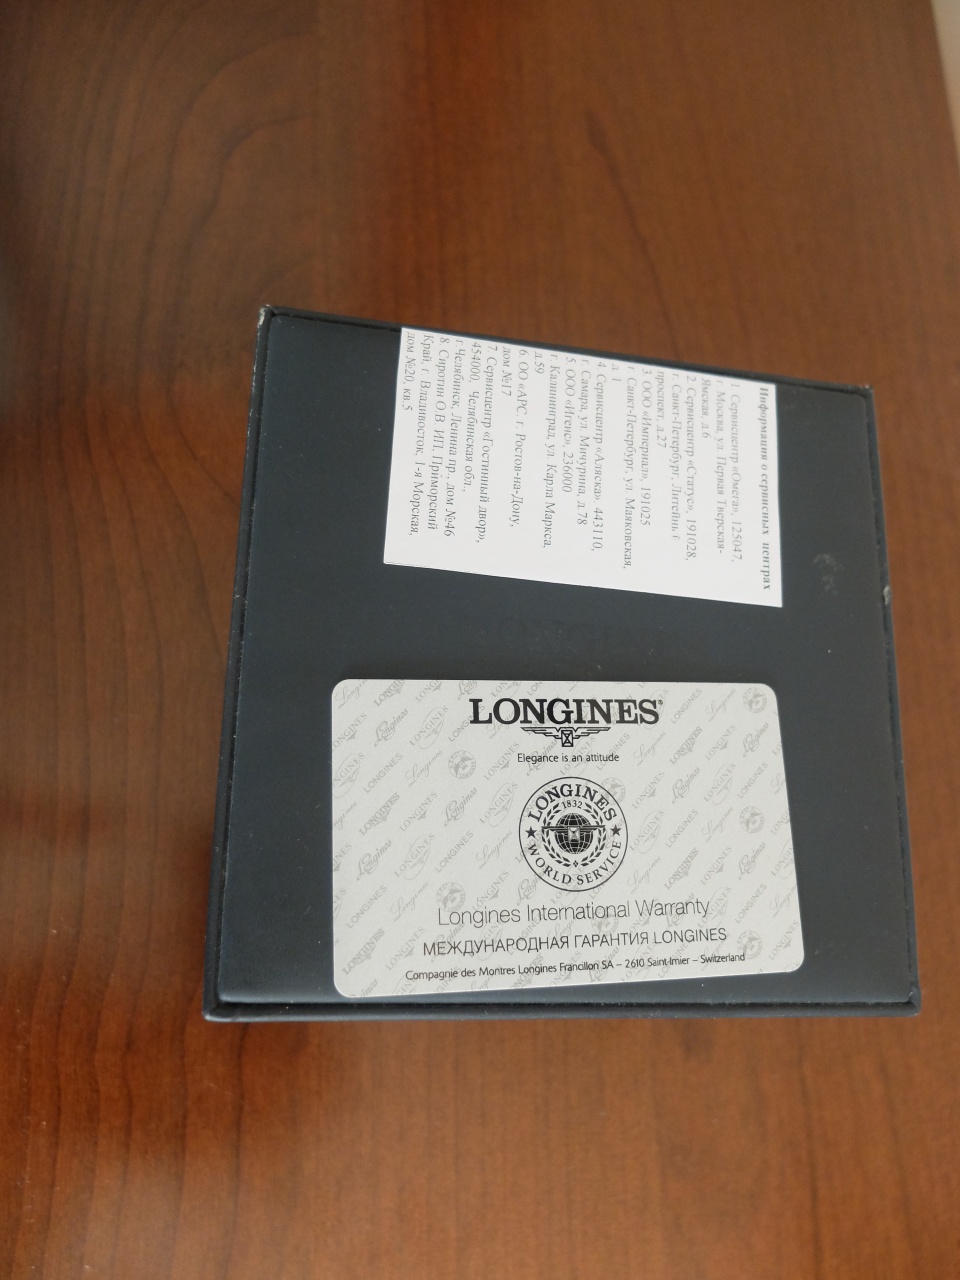 Информация о сервисных центрах
1. Сервисцентр «Омега», 125047,
г. Москва, ул. Первая Тверская-
Ямская, д.6
2. Сервисцентр «Статус», 191028,
г. Санкт-Петербург, Литейный
проспект, д.27
3. ООО «Империал», 191025
г. Санкт-Петербург, ул. Маяковская,
д. 1
4. Сервисцентр «Аляска» 443110,
г. Самара, ул. Мичурина, д.78
5. ООО «Игенс», 236000
г. Калининград, ул. Карла Маркса,
д.59
6. ОО «АРС, г. Ростов-на-Дону,
дом №17
7. Сервисцентр «Гостинный двор»,
454000, Челябинская обл.,
г. Челябинск, Ленина пр., дом №46
8. Сиротин О.В ИП, Приморский
Край, г. Владивосток, 1-я Морская,
дом №20, кв.5
LONGINES®
Elegance is an attitude
LONGINES
1832
WORLD SERVICE
Longines International Warranty
МЕЖДУНАРОДНАЯ ГАРАНТИЯ LONGINES
Compagnie des Montres Longines Francillon SA – 2610 Saint-Imier – Switzerland